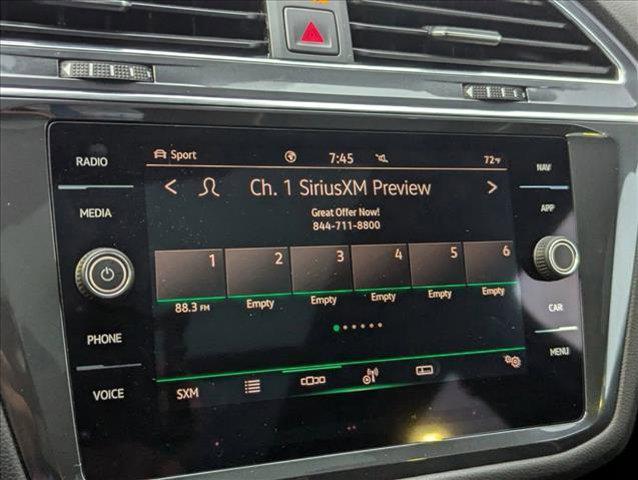 RADIO
MEDIA
PHONE
VOICE
Sport 7:45 72°F
Ch. 1 SiriusXM Preview
Great Offer Now!
844-711-8800
1 2 3 4 5 6
88.3 FM Empty Empty Empty Empty Empty
SXM
NAV
APP
CAR
MENU